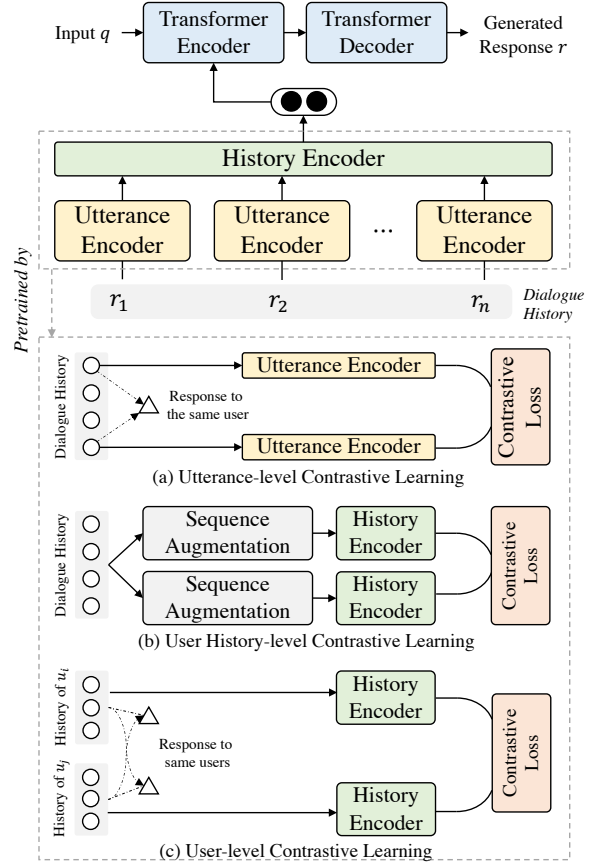 Input q
Transformer
Encoder
Transformer
Decoder
Generated
Response r
History Encoder
Utterance
Encoder
Utterance
Encoder
...
Utterance
Encoder
Pretrained by
r1
r2
rn
Dialogue
History
Dialogue History
Response to
the same user
Utterance Encoder
Utterance Encoder
Contrastive
Loss
(a) Utterance-level Contrastive Learning
Dialogue History
Sequence
Augmentation
History
Encoder
Sequence
Augmentation
History
Encoder
Contrastive
Loss
(b) User History-level Contrastive Learning
History of ui
History of uj
Response to
same users
History
Encoder
History
Encoder
Contrastive
Loss
(c) User-level Contrastive Learning